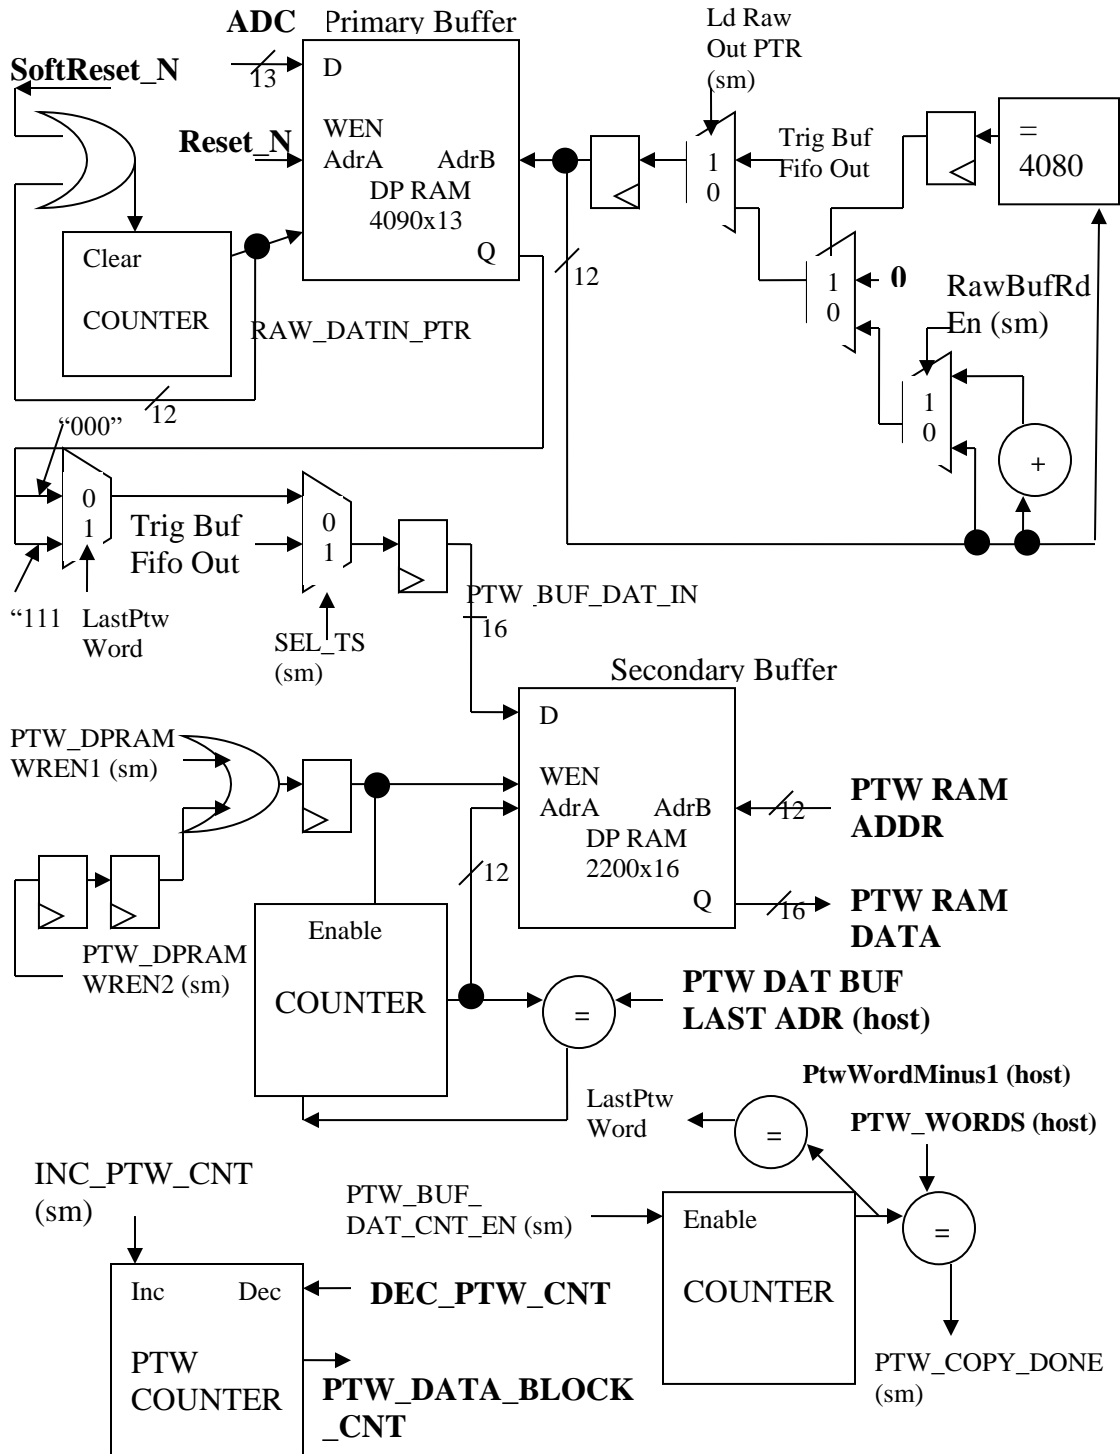 ADC
Primary Buffer
Ld Raw
Out PTR
(sm)
SoftReset_N
13
D
WEN
Reset_N
AdrA
AdrB
DP RAM
4090x13
Q
1
0
Trig Buf
Fifo Out
=
4080
Clear
COUNTER
RAW_DATIN_PTR
12
12
1
0
0
RawBufRd
En (sm)
1
0
+
“000”
0
1
Trig Buf
Fifo Out
0
1
“111
LastPtw
Word
SEL_TS
(sm)
PTW_BUF_DAT_IN
16
Secondary Buffer
D
PTW_DPRAM
WREN1 (sm)
WEN
AdrA
AdrB
DP RAM
2200x16
Q
12
PTW RAM
ADDR
12
16
PTW RAM
DATA
PTW_DPRAM
WREN2 (sm)
Enable
COUNTER
=
PTW DAT BUF
LAST ADR (host)
PtwWordMinus1 (host)
LastPtw
Word
=
PTW_WORDS (host)
INC_PTW_CNT
(sm)
PTW_BUF_
DAT_CNT_EN (sm)
Enable
COUNTER
=
Inc
Dec
DEC_PTW_CNT
PTW
COUNTER
PTW_DATA_BLOCK
_CNT
PTW_COPY_DONE
(sm)